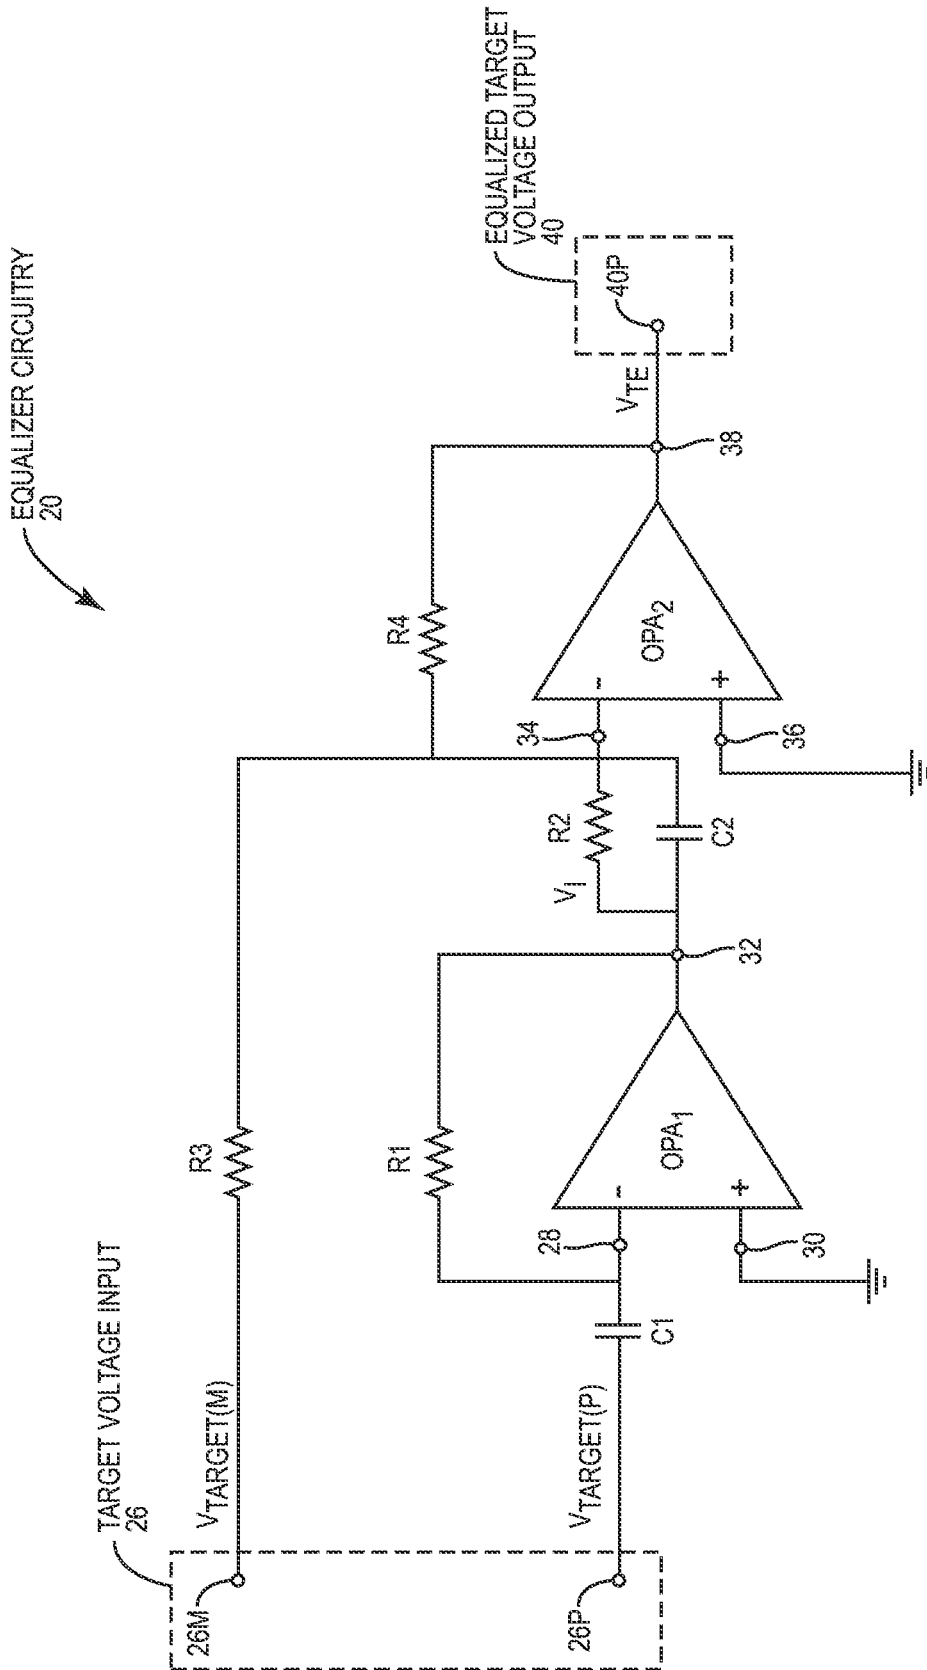 EQUALIZER CIRCUITRY
20
TARGET VOLTAGE INPUT
26
26M
VTARGET(M)
R3
26P
VTARGET(P)
C1
28
30
R1
-
+
OPA1
32
VI
R2
C2
34
36
R4
-
+
OPA2
38
VTE
40P
EQUALIZED TARGET
VOLTAGE OUTPUT
40